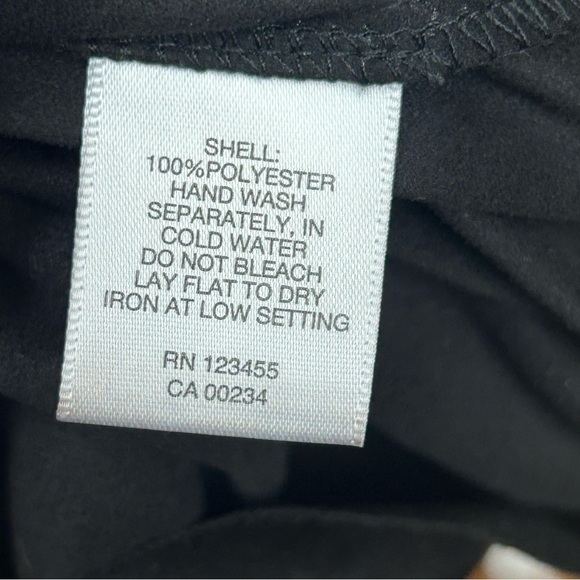 SHELL:
100%POLYESTER
HAND WASH
SEPARATELY, IN
COLD WATER
DO NOT BLEACH
LAY FLAT TO DRY
IRON AT LOW SETTING
RN 123455
CA 00234